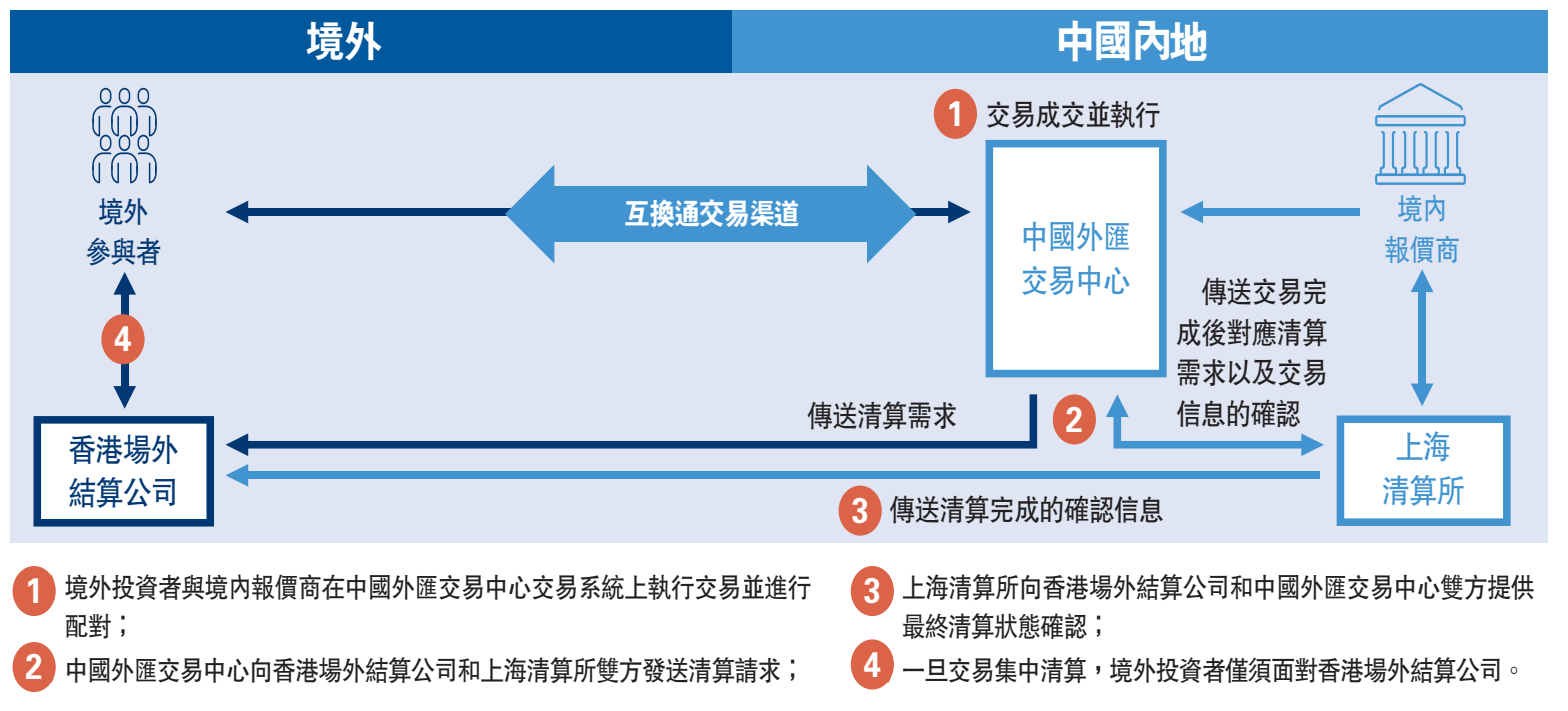 境外
中國內地
1 交易成交並執行
境外
參與者
互換通交易渠道
中國外匯
交易中心
境內
報價商
傳送交易完
成後對應清算
需求以及交易
信息的確認
4
傳送清算需求
2
香港場外
結算公司
上海
清算所
3 傳送清算完成的確認信息
1 境外投資者與境內報價商在中國外匯交易中心交易系統上執行交易並進行
配對；
2 中國外匯交易中心向香港場外結算公司和上海清算所雙方發送清算請求；
3 上海清算所向香港場外結算公司和中國外匯交易中心雙方提供
最終清算狀態確認；
4 一旦交易集中清算，境外投資者僅須面對香港場外結算公司。